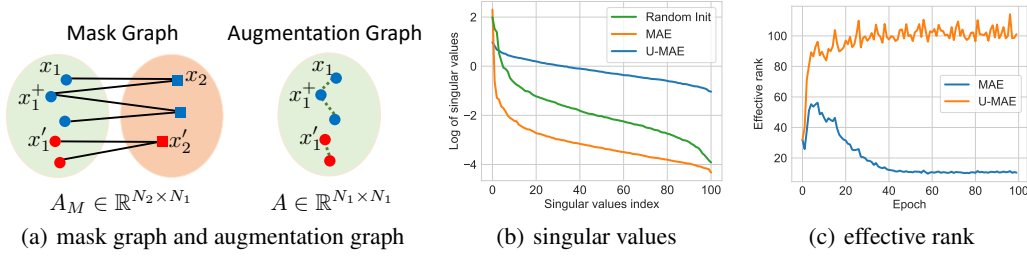 Mask Graph
Augmentation Graph
x₁
x₁⁺
x₁′
x₂
x₂′
x₁
x₁⁺
x₁′
A_M ∈ ℝ^{N₂×N₁}
A ∈ ℝ^{N₁×N₁}
(a) mask graph and augmentation graph
Log of singular values
2
0
−2
−4
0
20
40
60
80
100
Singular values index
Random Init
MAE
U-MAE
(b) singular values
Effective rank
100
80
60
40
20
0
20
40
60
80
100
Epoch
MAE
U-MAE
(c) effective rank